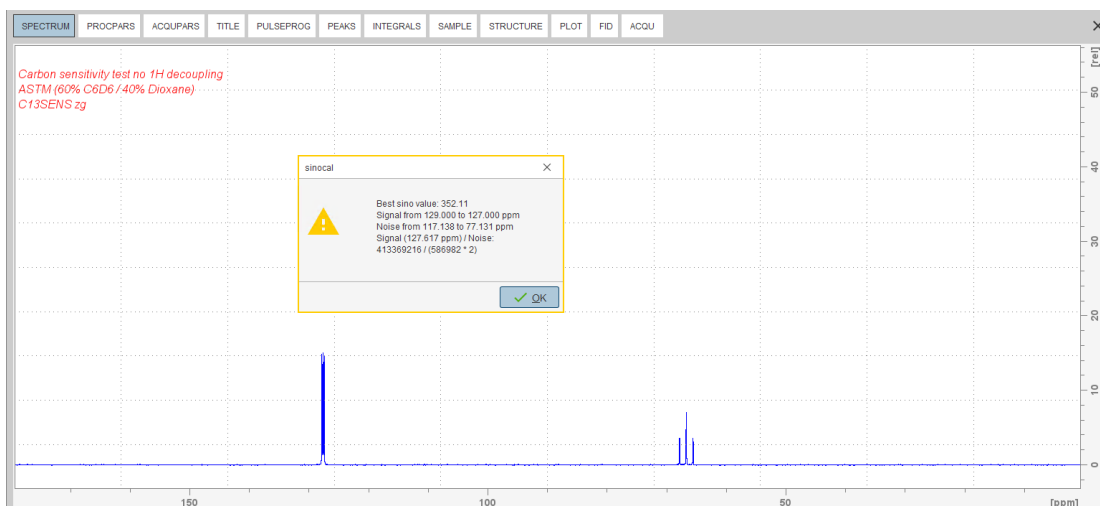 SPECTRUM PROCPARS ACQUPARS TITLE PULSEPROG PEAKS INTEGRALS SAMPLE STRUCTURE PLOT FID ACQU
Carbon sensitivity test no 1H decoupling
ASTM (60% C6D6 / 40% Dioxane)
C13SENS zg
[rel]
50
40
30
20
10
0
sinocal
Best sino value: 352.11
Signal from 129.000 to 127.000 ppm
Noise from 117.138 to 77.131 ppm
Signal (127.617 ppm) / Noise:
413369216 / (586982 * 2)
OK
150 100 50 [ppm]